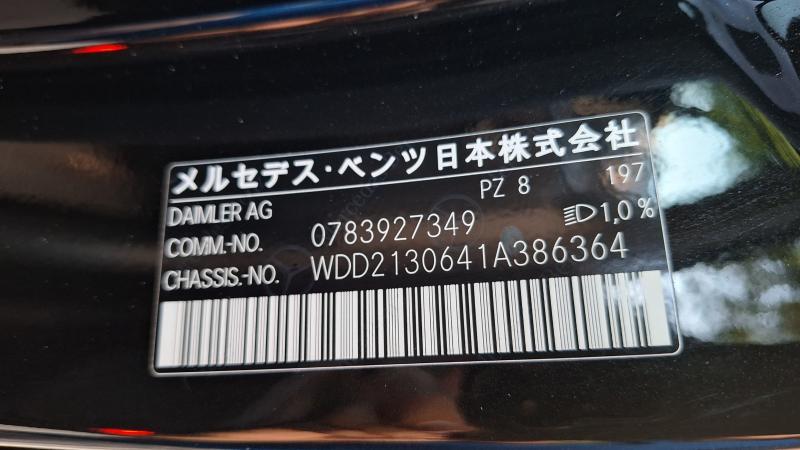 メルセデス・ベンツ日本株式会社
DAIMLER AG PZ 8 197
COMM.-NO. 0783927349 1,0 %
CHASSIS.-NO. WDD2130641A386364